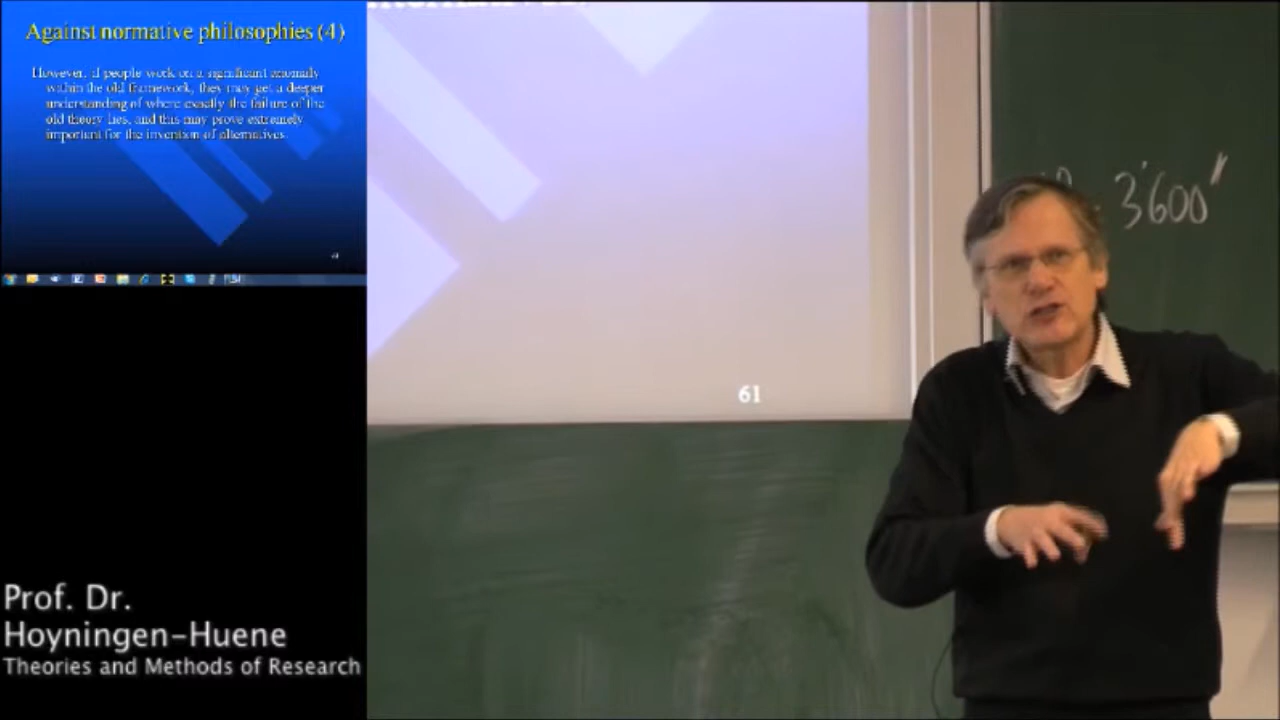 Against normative philosophies (4)
However, if people work on a significant anomaly
within the old framework, they may get a deeper
understanding of where exactly the failure of the
old theory lies, and this may prove extremely
important for the invention of alternatives.
61
3'600"
Prof. Dr.
Hoyningen-Huene
Theories and Methods of Research